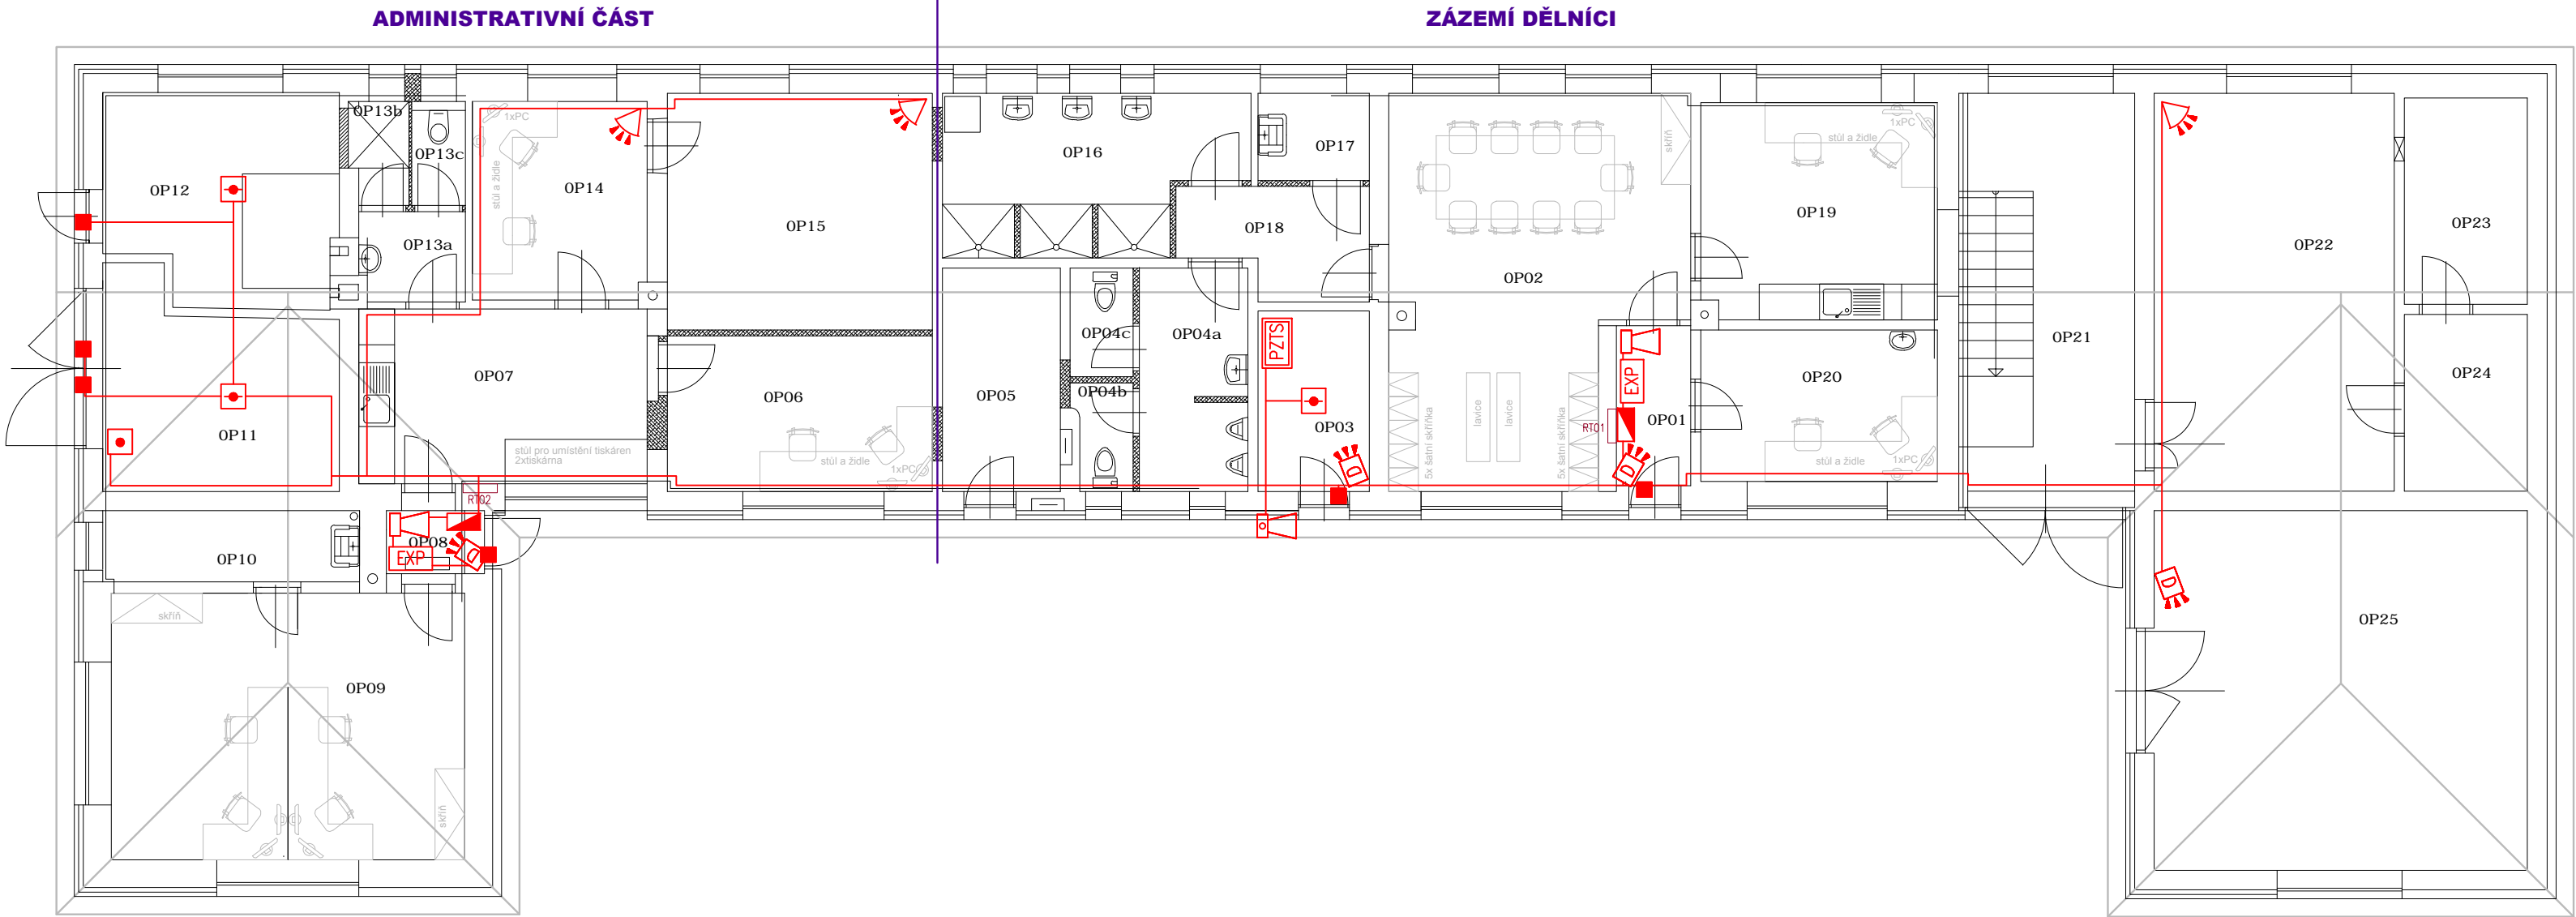 ADMINISTRATIVNÍ ČÁST
ZÁZEMÍ DĚLNÍCI
0P13b
1xPC
0P13c
stůl a židle
0P12
0P14
0P13a
0P15
0P16
0P17
0P18
skříň
0P02
stůl a židle
1xPC
0P19
0P21
0P22
0P23
0P24
0P07
0P06
0P05
0P04c
0P04a
0P04b
PZTS
0P03
5x šatní skříňka
lavice
lavice
5x šatní skříňka
EXP
RT01
0P01
0P20
stůl a židle
1xPC
0P11
stůl pro umístění tiskáren
2xtiskárna
stůl a židle
1xPC
D
D
RT02
0P10
0P08
EXP
D
D
0P25
skříň
0P09
skříň